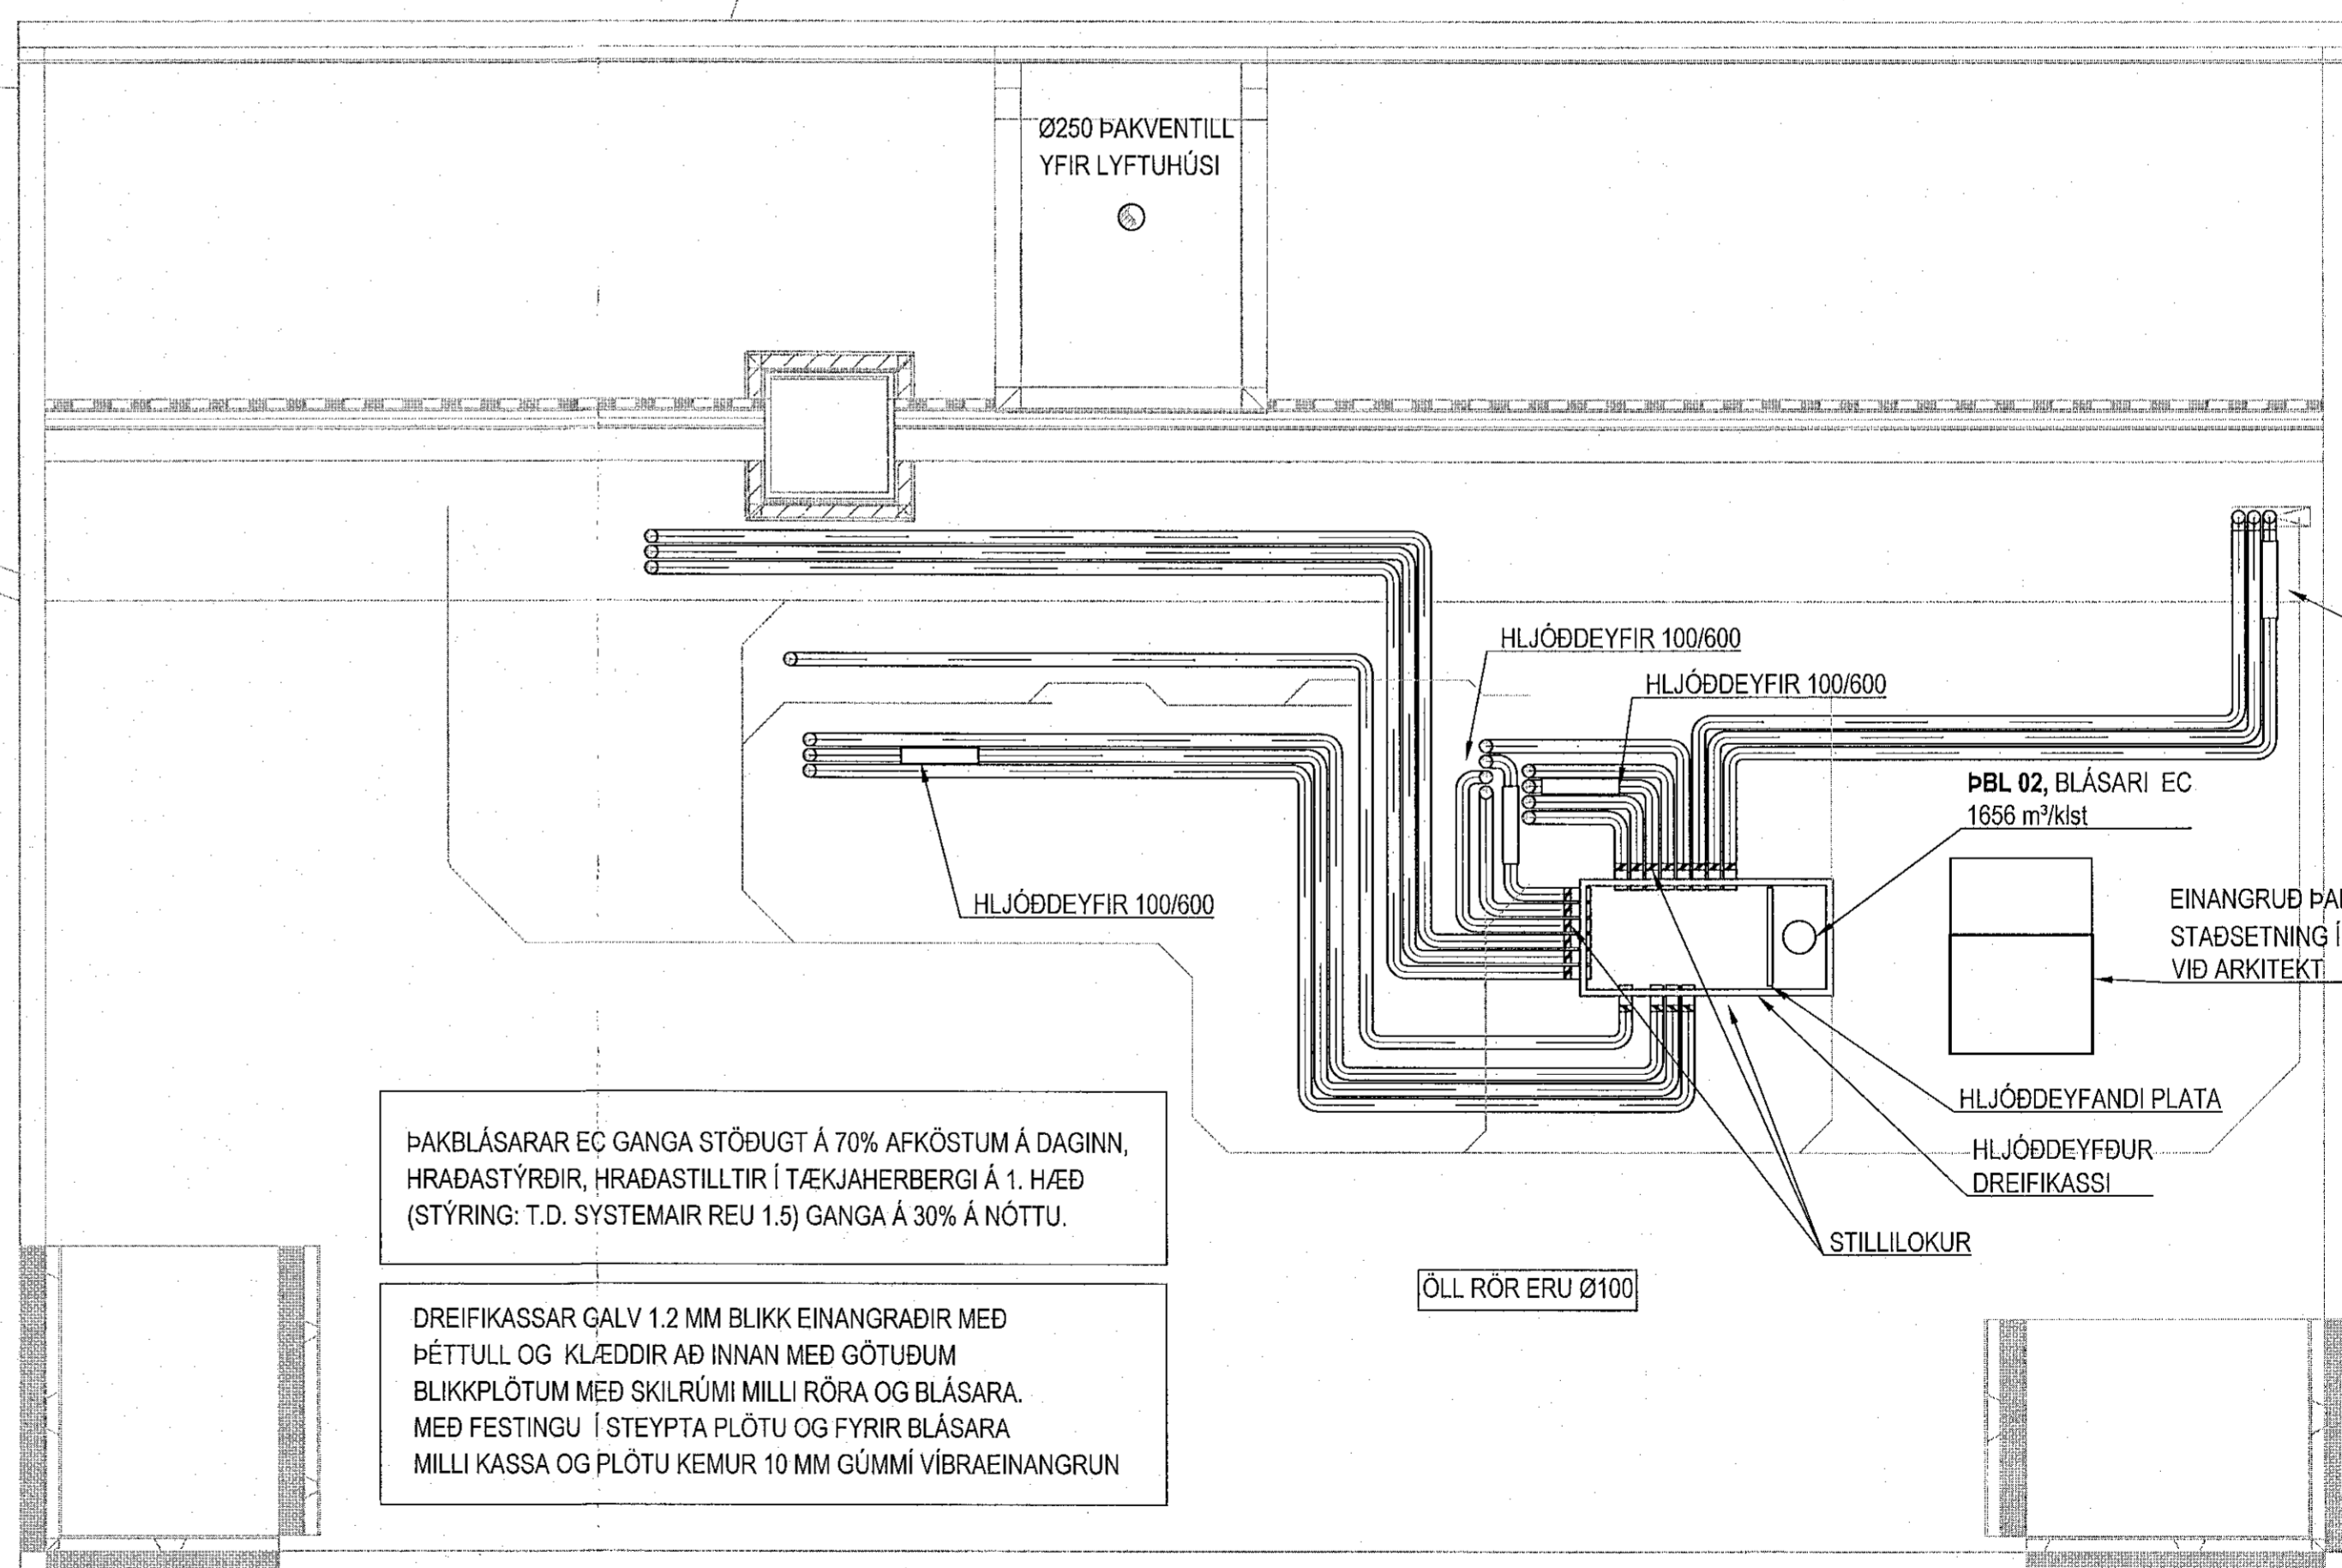 Ø250 ÞAKVENTILL
YFIR LYFTUHÚSI
HLJÓÐDEYFIR 100/600
HLJÓÐDEYFIR 100/600
ÞBL 02, BLÁSARI EC
1656 m³/klst
HLJÓÐDEYFIR 100/600
EINANGRUÐ
STAÐSETNING Í
VIÐ ARKITEKT
HLJÓÐDEYFANDI PLATA
HLJÓÐDEYFÐUR
DREIFIKASSI
STILLILOKUR
ÞAKBLÁSARAR EC GANGA STÖÐUGT Á 70% AFKÖSTUM Á DAGINN,
HRAÐASTÝRÐIR, HRAÐASTILLTIR Í TÆKJAHERBERGI Á 1. HÆÐ
(STÝRING: T.D. SYSTEMAIR REU 1.5) GANGA Á 30% Á NÓTTU.
ÖLL RÖR ERU Ø100
DREIFIKASSAR GALV 1.2 MM BLIKK EINANGRAÐIR MEÐ
ÞÉTTULL OG KLÆDDIR AÐ INNAN MEÐ GÖTUÐUM
BLIKKPLÖTUM MEÐ SKILRÚMI MILLI RÖRA OG BLÁSARA.
MEÐ FESTINGU Í STEYPTA PLÖTU OG FYRIR BLÁSARA
MILLI KASSA OG PLÖTU KEMUR 10 MM GÚMMÍ VÍBRAEINANGRUN